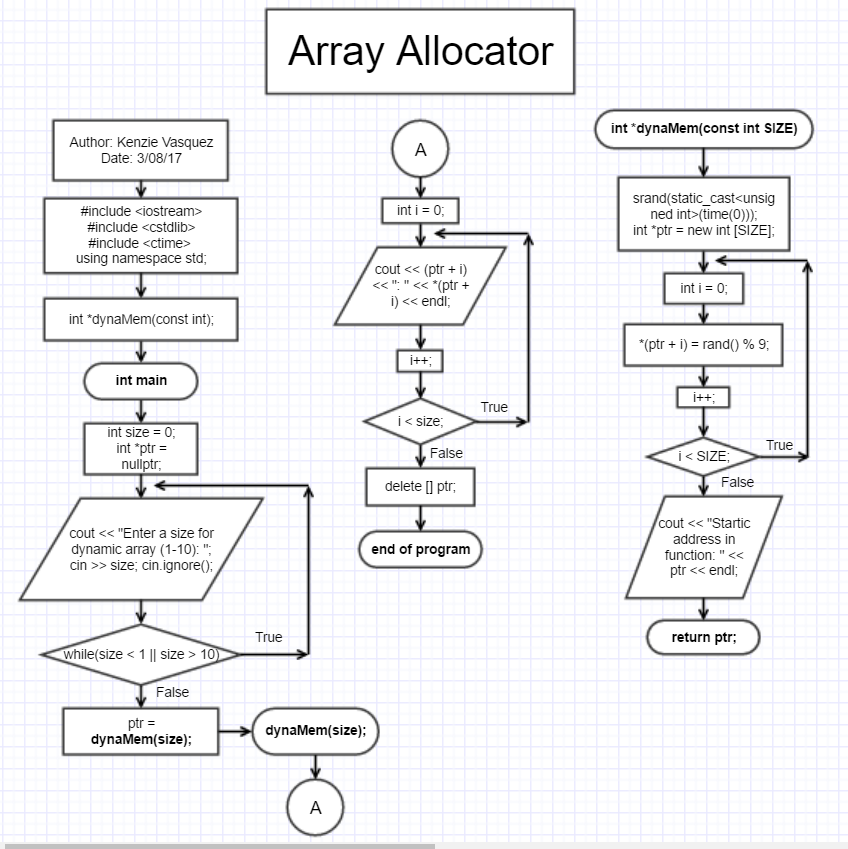 Array Allocator
Author: Kenzie Vasquez
Date: 3/08/17
#include <iostream>
#include <cstdlib>
#include <ctime>
using namespace std;
int *dynaMem(const int);
int main
int size = 0;
int *ptr =
nullptr;
cout << "Enter a size for
dynamic array (1-10): ";
cin >> size; cin.ignore();
while(size < 1 || size > 10)
True
False
ptr =
dynaMem(size);
dynaMem(size);
A
A
int i = 0;
cout << (ptr + i)
<< ": " << *(ptr +
i) << endl;
i++;
i < size;
True
False
delete [] ptr;
end of program
int *dynaMem(const int SIZE)
srand(static_cast<unsig
ned int>(time(0)));
int *ptr = new int [SIZE];
int i = 0;
*(ptr + i) = rand() % 9;
i++;
i < SIZE;
True
False
cout << "Startic
address in
function: " <<
ptr << endl;
return ptr;